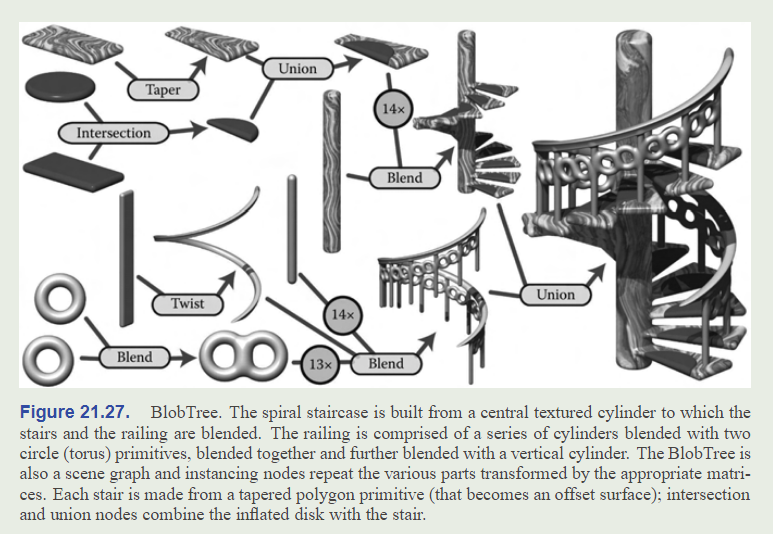 Taper
Union
Intersection
14×
Blend
Twist
14×
Union
Blend
13×
Blend
Figure 21.27. BlobTree. The spiral staircase is built from a central textured cylinder to which the
stairs and the railing are blended. The railing is comprised of a series of cylinders blended with two
circle (torus) primitives, blended together and further blended with a vertical cylinder. The BlobTree is
also a scene graph and instancing nodes repeat the various parts transformed by the appropriate matri-
ces. Each stair is made from a tapered polygon primitive (that becomes an offset surface); intersection
and union nodes combine the inflated disk with the stair.